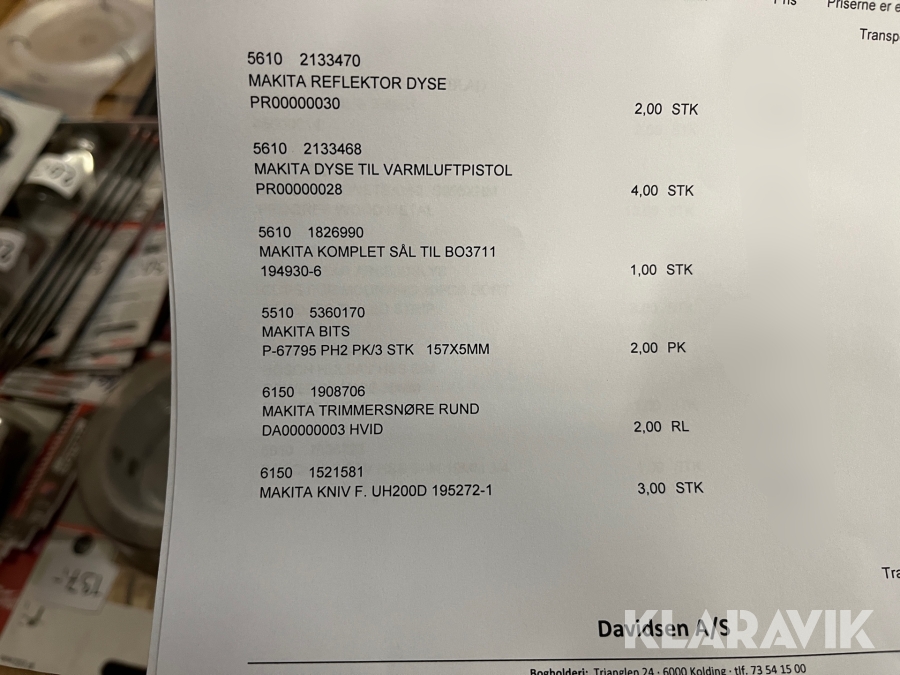 Pris Priserne er e
Transp
5610 2133470
MAKITA REFLEKTOR DYSE
PR00000030 2,00 STK
5610 2133468
MAKITA DYSE TIL VARMLUFTPISTOL
PR00000028 4,00 STK
5610 1826990
MAKITA KOMPLET SÅL TIL BO3711
194930-6 1,00 STK
5510 5360170
MAKITA BITS
P-67795 PH2 PK/3 STK 157X5MM 2,00 PK
6150 1908706
MAKITA TRIMMERSNØRE RUND
DA00000003 HVID 2,00 RL
6150 1521581
MAKITA KNIV F. UH200D 195272-1 3,00 STK
Tra
Davidsen A/S
KLARAVIK
Bogholderi: Trianglen 24 · 6000 Kolding · tlf. 73 54 15 00